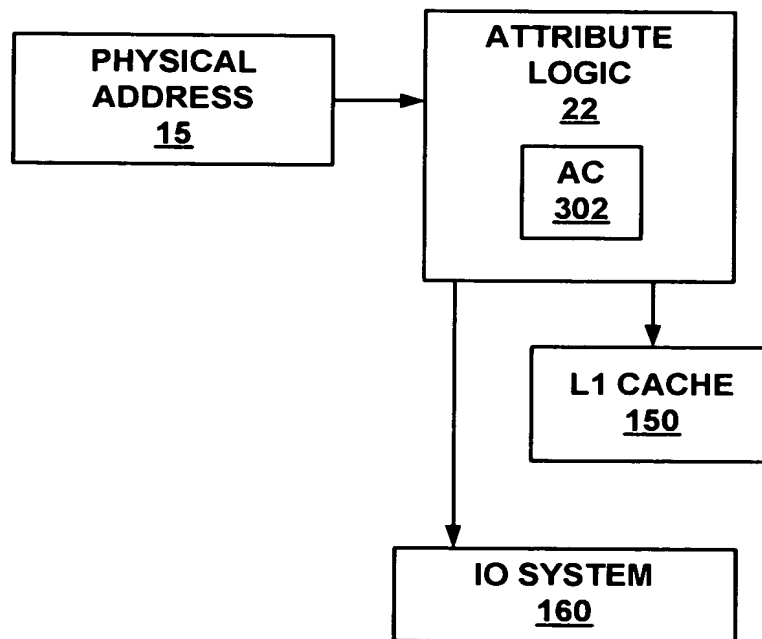 PHYSICAL
ADDRESS
15
ATTRIBUTE
LOGIC
22
AC
302
L1 CACHE
150
IO SYSTEM
160